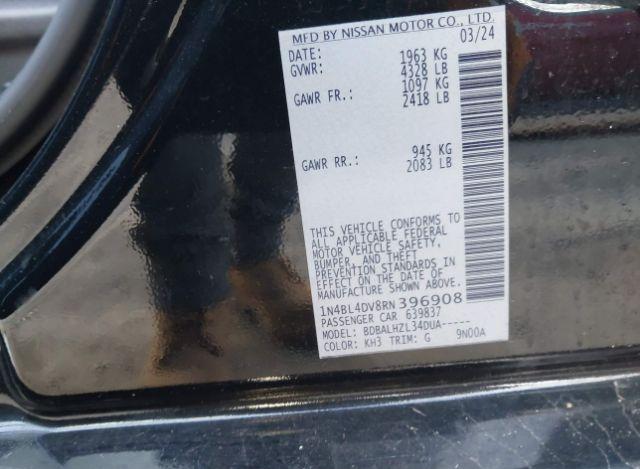 MFD BY NISSAN MOTOR CO., LTD.
DATE: 03/24
GVWR: 1963 KG
4328 LB
GAWR FR.: 1097 KG
2418 LB
GAWR RR.: 945 KG
2083 LB
THIS VEHICLE CONFORMS TO
ALL APPLICABLE FEDERAL
MOTOR VEHICLE SAFETY,
BUMPER, AND THEFT
PREVENTION STANDARDS IN
EFFECT ON THE DATE OF
MANUFACTURE SHOWN ABOVE.
1N4BL4DV8RN396908
PASSENGER CAR 639837
MODEL: BDBALHZL34DUA-----
COLOR: KH3 TRIM: G 9N00A